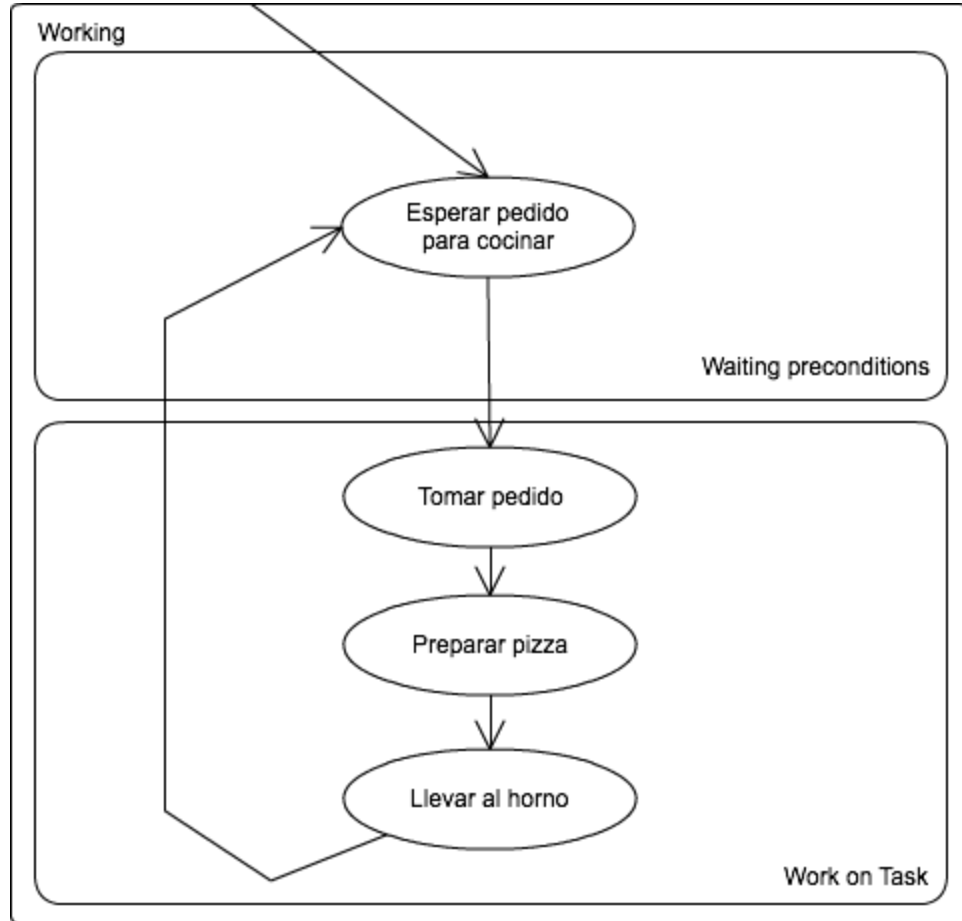 Working
Esperar pedido
para cocinar
Waiting preconditions
Tomar pedido
Preparar pizza
Llevar al horno
Work on Task